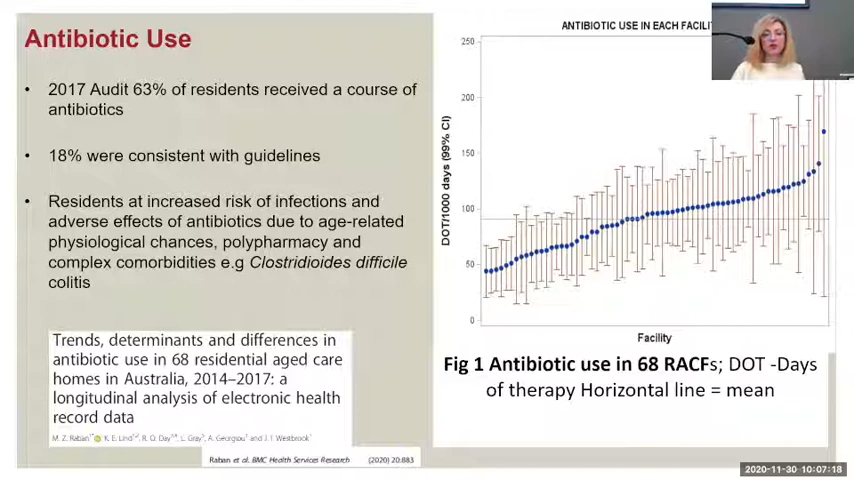 Antibiotic Use
• 2017 Audit 63% of residents received a course of
antibiotics
• 18% were consistent with guidelines
• Residents at increased risk of infections and
adverse effects of antibiotics due to age-related
physiological chances, polypharmacy and
complex comorbidities e.g Clostridioides difficile
colitis
Trends, determinants and differences in
antibiotic use in 68 residential aged care
homes in Australia, 2014–2017: a
longitudinal analysis of electronic health
record data
M. Z. Raban K. E. Lind R. O. Day L. Gray A. Georgiou and J. I. Westbrook
Raban et al. BMC Health Services Research (2020) 20:883
ANTIBIOTIC USE IN EACH FACILIT
DOT/1000 days (99% CI)
250
200
150
100
50
0
Facility
Fig 1 Antibiotic use in 68 RACFs; DOT -Days
of therapy Horizontal line = mean
2020-11-30 10:07:18